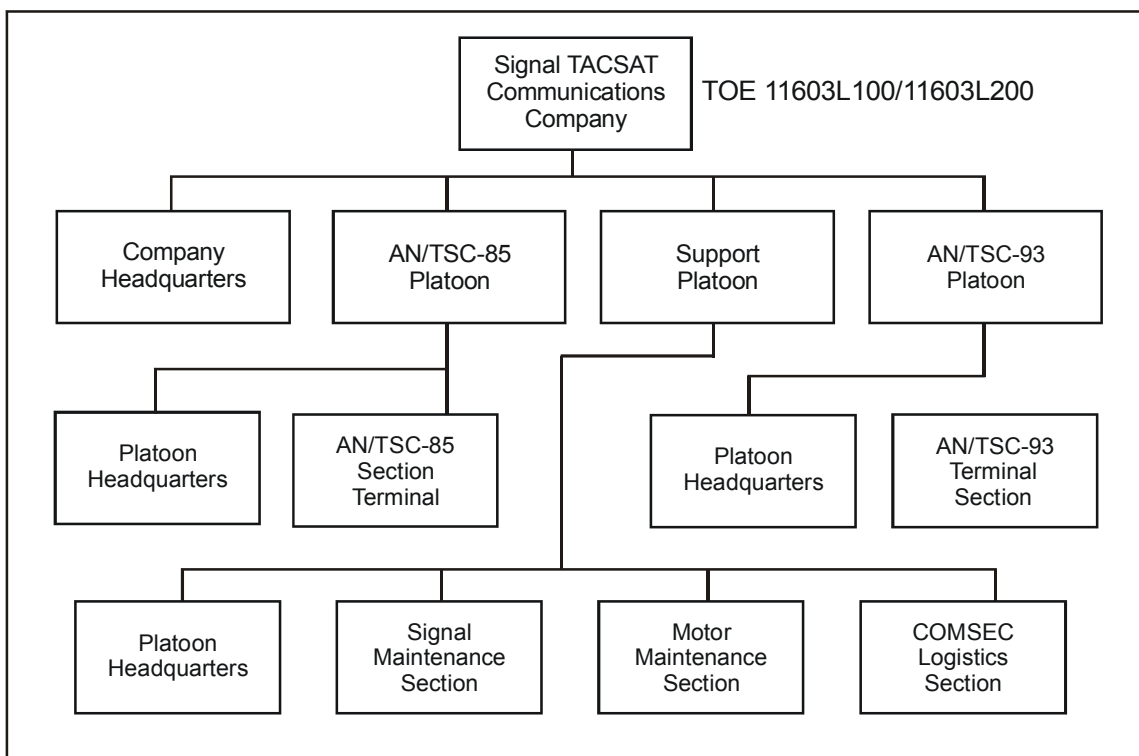 Signal TACSAT
Communications
Company
TOE 11603L100/11603L200
Company
Headquarters
AN/TSC-85
Platoon
Support
Platoon
AN/TSC-93
Platoon
Platoon
Headquarters
AN/TSC-85
Section
Terminal
Platoon
Headquarters
AN/TSC-93
Terminal
Section
Platoon
Headquarters
Signal
Maintenance
Section
Motor
Maintenance
Section
COMSEC
Logistics
Section